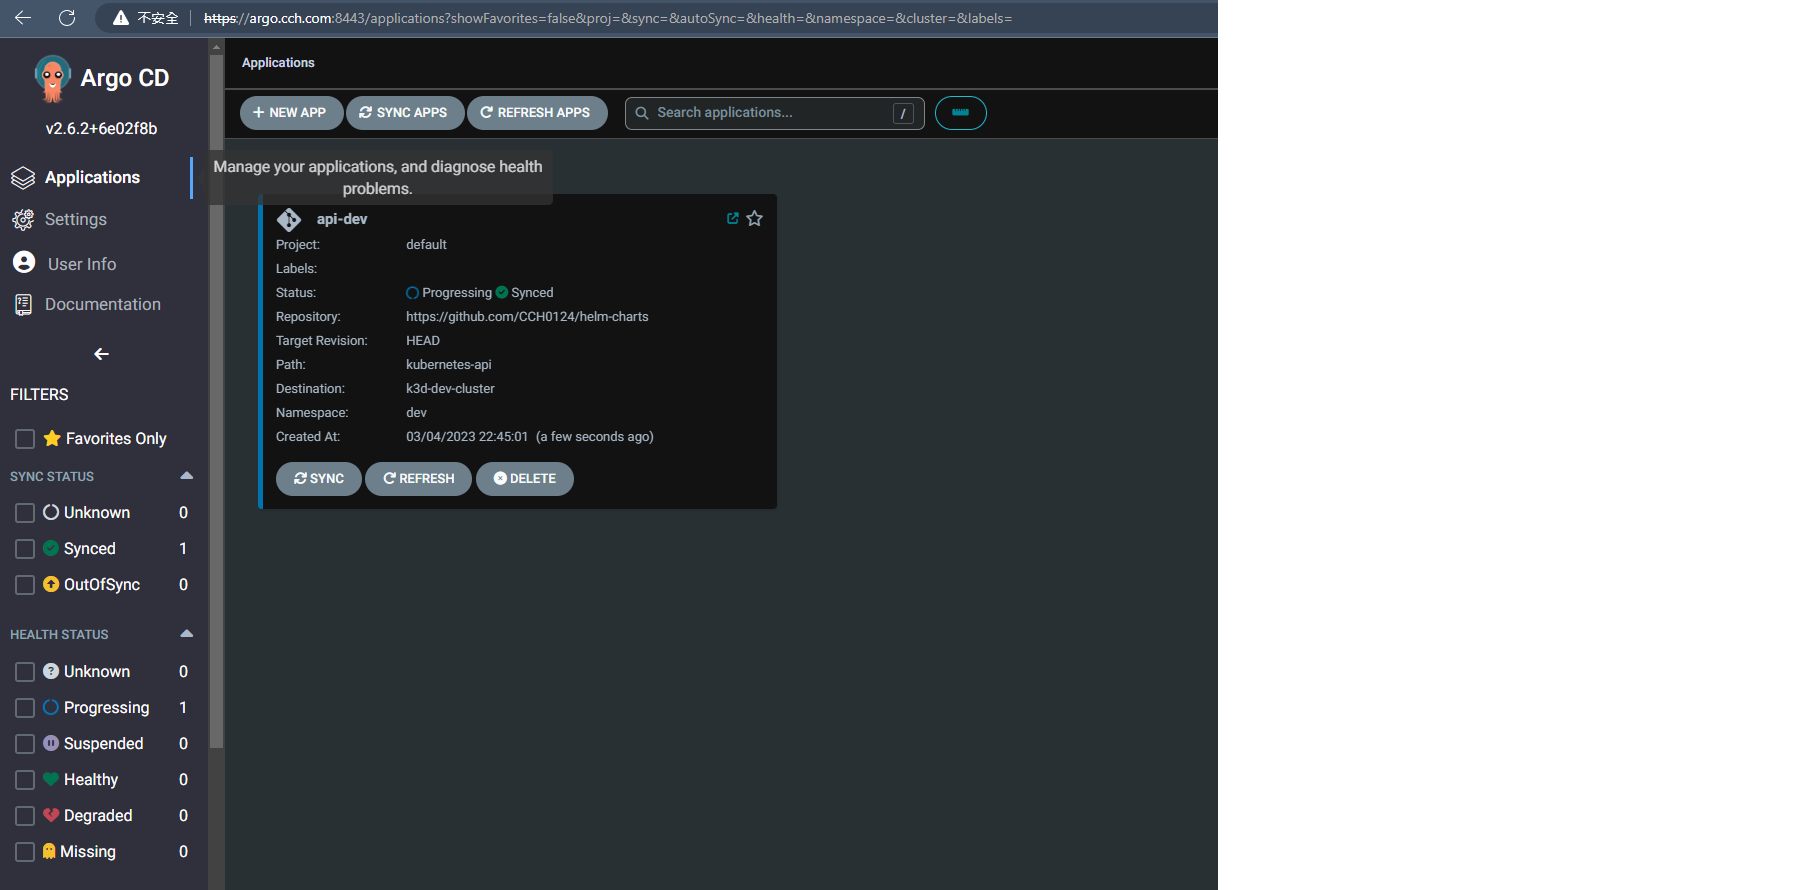 不安全 https://argo.cch.com:8443/applications?showFavorites=false&proj=&sync=&autoSync=&health=&namespace=&cluster=&labels=
Argo CD
v2.6.2+6e02f8b
Applications
Settings
User Info
Documentation
FILTERS
Favorites Only
SYNC STATUS
Unknown 0
Synced 1
OutOfSync 0
HEALTH STATUS
Unknown 0
Progressing 1
Suspended 0
Healthy 0
Degraded 0
Missing 0
Applications
+ NEW APP SYNC APPS REFRESH APPS Search applications... /
Manage your applications, and diagnose health
problems.
api-dev
Project: default
Labels:
Status: Progressing Synced
Repository: https://github.com/CCH0124/helm-charts
Target Revision: HEAD
Path: kubernetes-api
Destination: k3d-dev-cluster
Namespace: dev
Created At: 03/04/2023 22:45:01 (a few seconds ago)
SYNC REFRESH DELETE